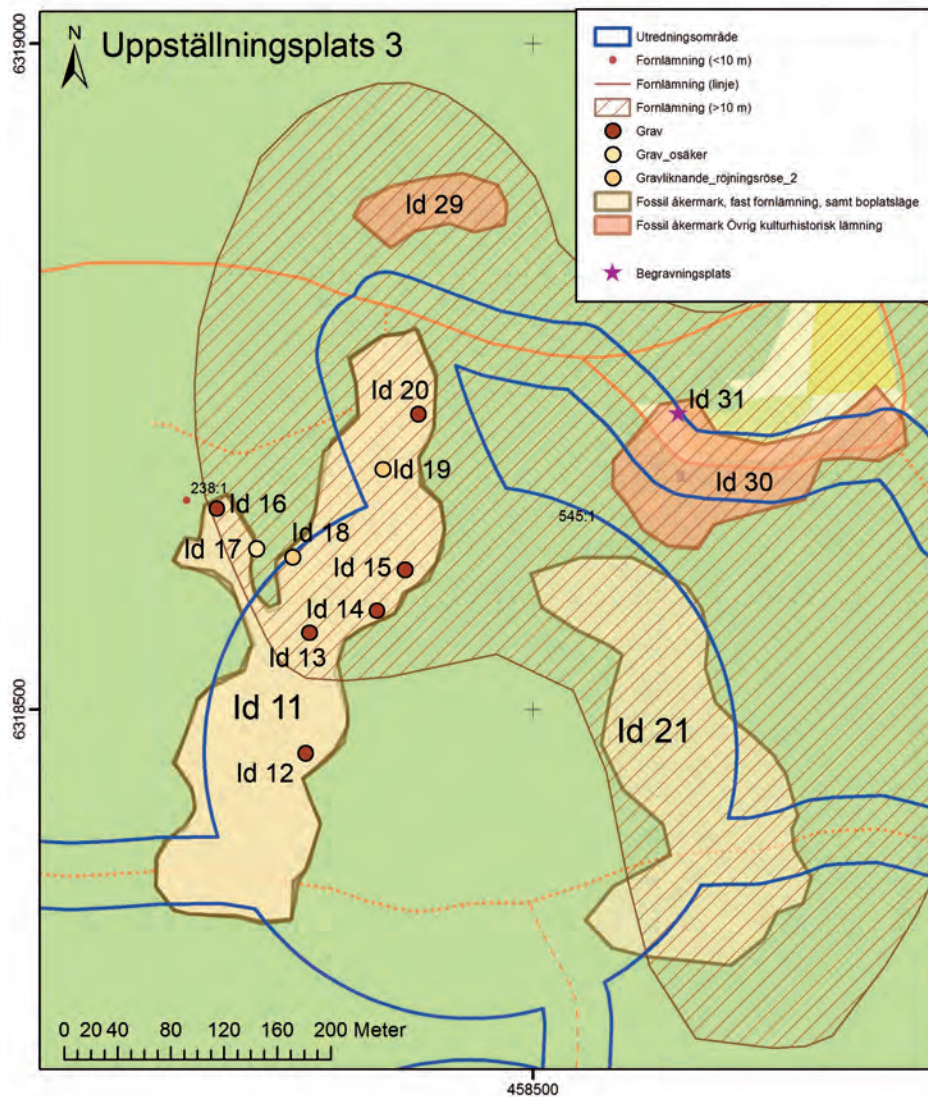 Uppställningsplats 3
N
6319000
6318500
458500
Utredningsområde
Fornlämning (<10 m)
Fornlämning (linje)
Fornlämning (>10 m)
Grav
Grav_osäker
Gravliknande_röjningsröse_2
Fossil åkermark, fast fornlämning, samt boplatsläge
Fossil åkermark Övrig kulturhistorisk lämning
Begravningsplats
Id 29
Id 20
Id 31
Id 19
Id 30
238:1
Id 16
545:1
Id 18
Id 17
Id 15
Id 14
Id 13
Id 11
Id 21
Id 12
0 20 40 80 120 160 200 Meter